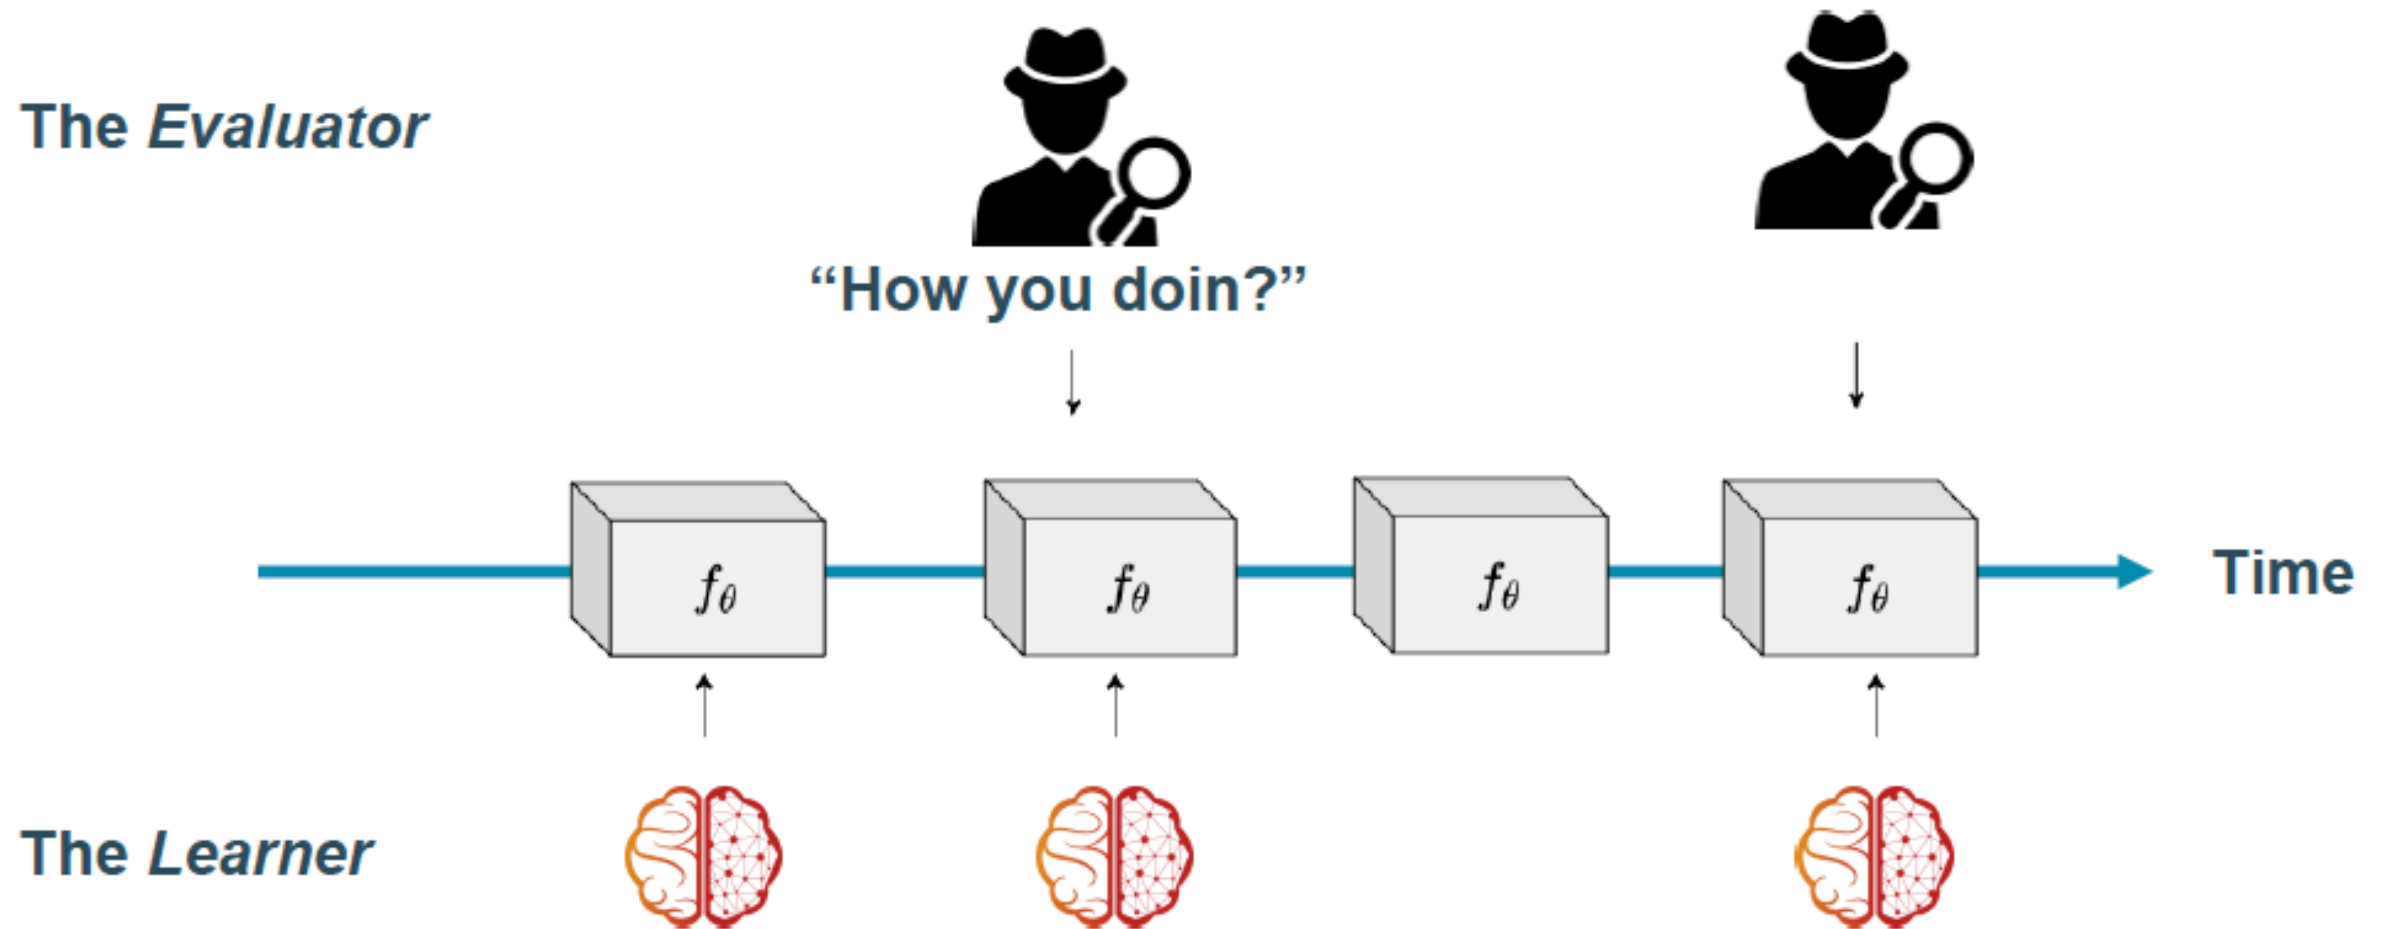 The Evaluator
“How you doin?”
fθ fθ fθ fθ
Time
The Learner